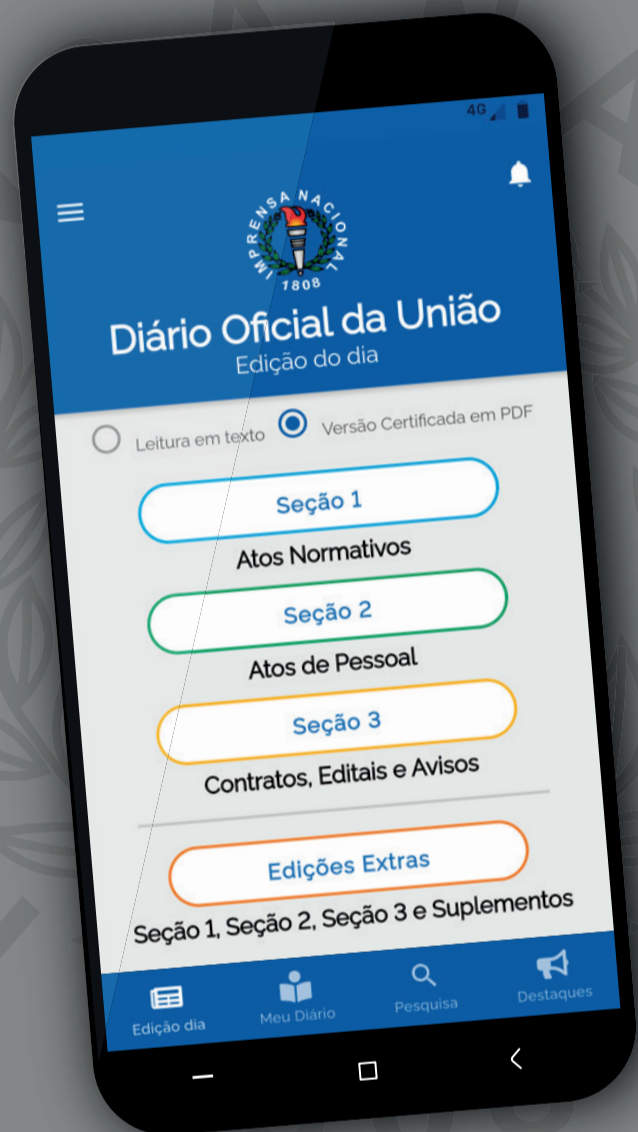 4G
IMPRENSA NACIONAL
1808
Diário Oficial da União
Edição do dia
Leitura em texto
Versão Certificada em PDF
Seção 1
Atos Normativos
Seção 2
Atos de Pessoal
Seção 3
Contratos, Editais e Avisos
Edições Extras
Seção 1, Seção 2, Seção 3 e Suplementos
Edição dia
Meu Diário
Pesquisa
Destaques